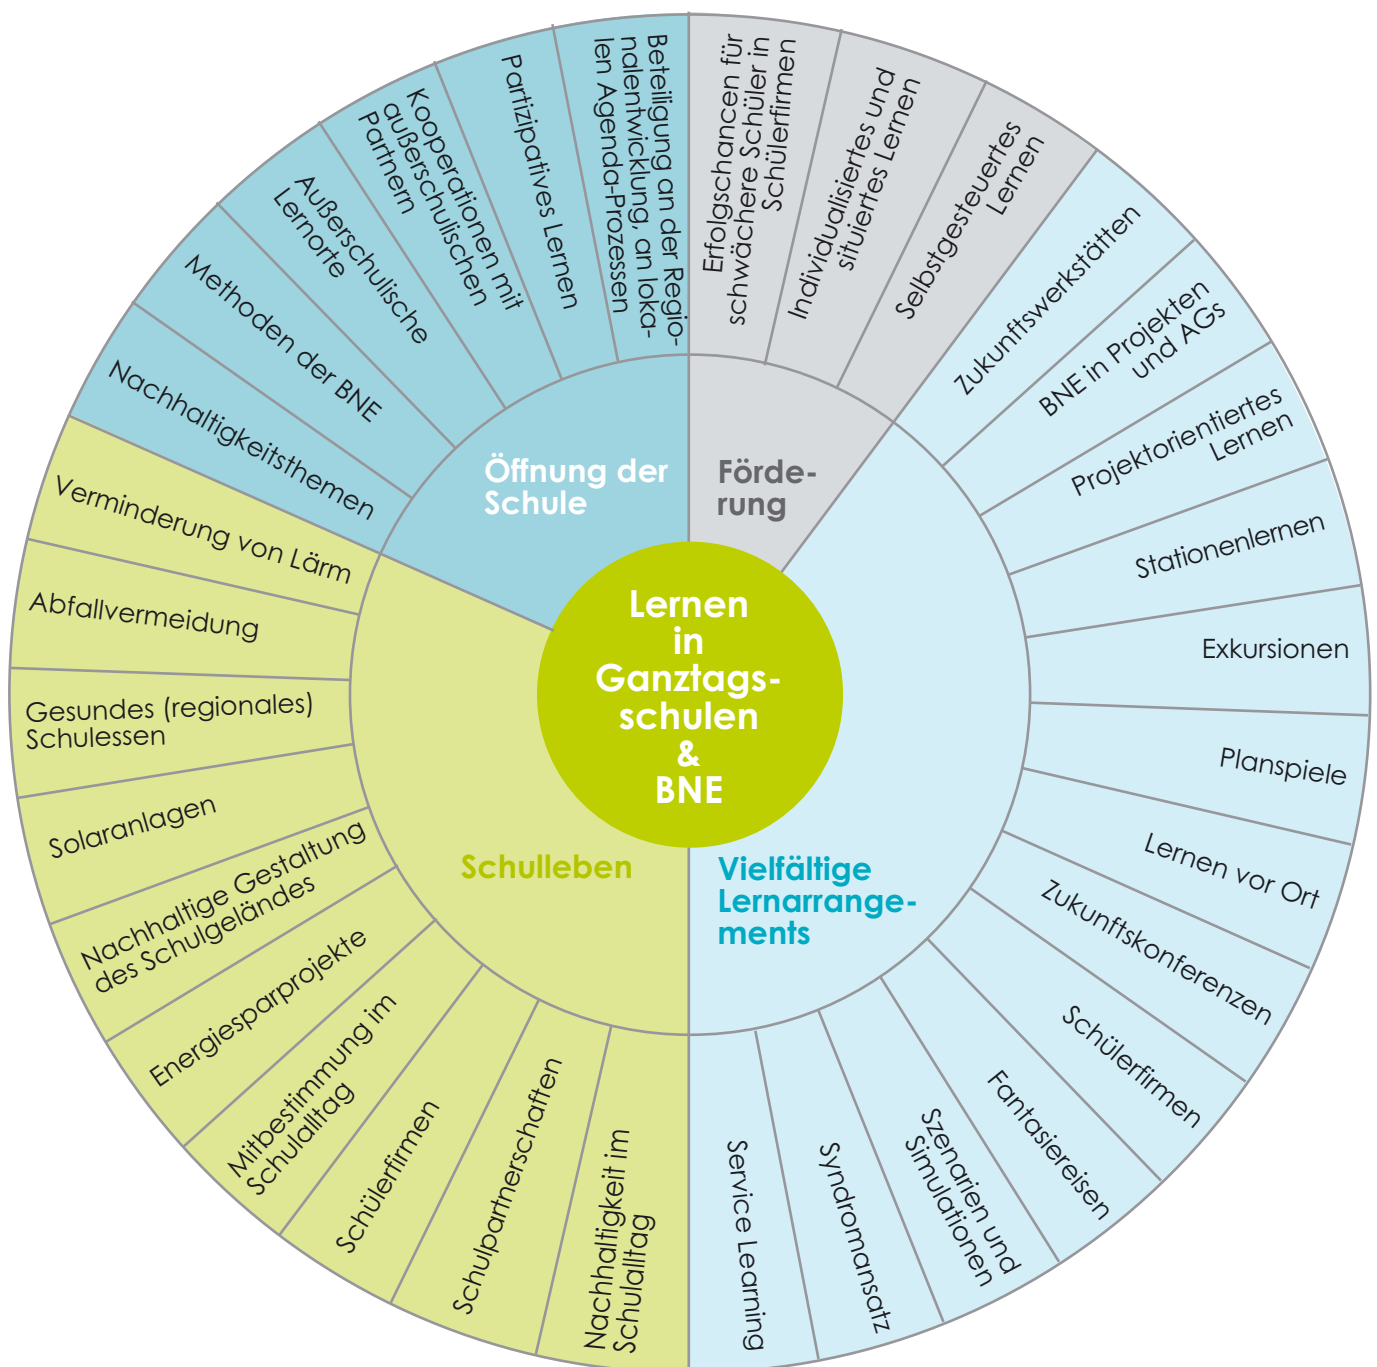 Lernen
in
Ganztags-
schulen
&
BNE
Förde-
rung
Erfolgschancen für
schwächere Schüler in
Schülerfirmen
Individualisiertes und
situiertes Lernen
Selbstgesteuertes
Lernen
Vielfältige
Lernarrange-
ments
Zukunftswerkstätten
BNE in Projekten
und AGs
Projektorientiertes
Lernen
Stationenlernen
Exkursionen
Planspiele
Lernen vor Ort
Zukunftskonferenzen
Schülerfirmen
Fantasiereisen
Szenarien und
Simulationen
Syndromansatz
Service Learning
Schulleben
Nachhaltigkeit im
Schulalltag
Schulpartnerschaften
Schülerfirmen
Mitbestimmung im
Schulalltag
Energiesparprojekte
Nachhaltige Gestaltung
des Schulgeländes
Solaranlagen
Gesundes (regionales)
Schulessen
Abfallvermeidung
Verminderung von Lärm
Öffnung der
Schule
Nachhaltigkeitsthemen
Methoden der BNE
Außerschulische
Lernorte
Kooperationen mit
außerschulischen
Partnern
Partizipatives Lernen
Beteiligung an der Regio-
nalentwicklung, an loka-
len Agenda-Prozessen